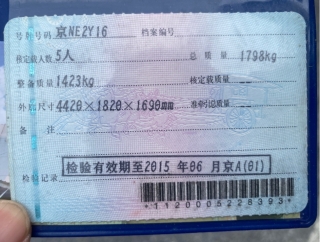 号牌号码 京NE2Y16 档案编号
核定载人数 5人 总质量 1798kg
整备质量 1423kg 核定载质量
外廓尺寸 4420×1820×1690mm 准牵引总质量
检验有效期至2015年06月京A(01)
检验记录
*1120005228393*